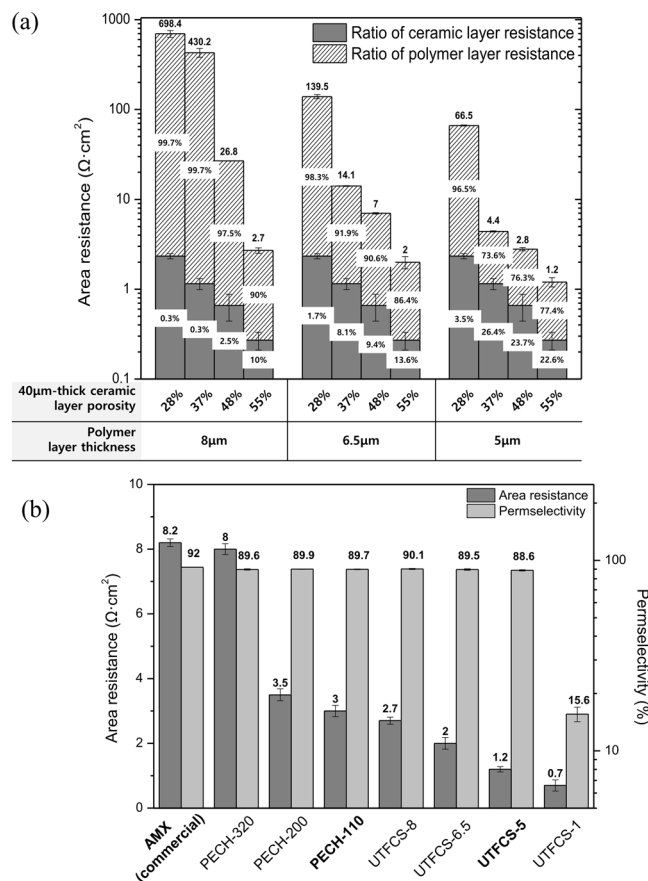 (a)
1000
100
10
1
0.1
Area resistance (Ω·cm²)
Ratio of ceramic layer resistance
Ratio of polymer layer resistance
698.4
430.2
26.8
2.7
139.5
14.1
7
2
66.5
4.4
2.8
1.2
99.7%
99.7%
97.5%
90%
98.3%
91.9%
90.6%
86.4%
96.5%
73.6%
76.3%
77.4%
0.3%
0.3%
2.5%
10%
1.7%
8.1%
9.4%
13.6%
3.5%
26.4%
23.7%
22.6%
40μm-thick ceramic
layer porosity
28% 37% 48% 55% 28% 37% 48% 55% 28% 37% 48% 55%
Polymer
layer thickness
8μm 6.5μm 5μm
(b)
10
8
6
4
2
0
Area resistance (Ω·cm²)
Area resistance
Permselectivity
8.2 92 8 89.6 3.5 89.9 3 89.7 2.7 90.1 2 89.5 1.2 88.6 0.7 15.6
100
10
Permselectivity (%)
AMX
(commercial)
PECH-320
PECH-200
PECH-110
UTFCS-8
UTFCS-6.5
UTFCS-5
UTFCS-1